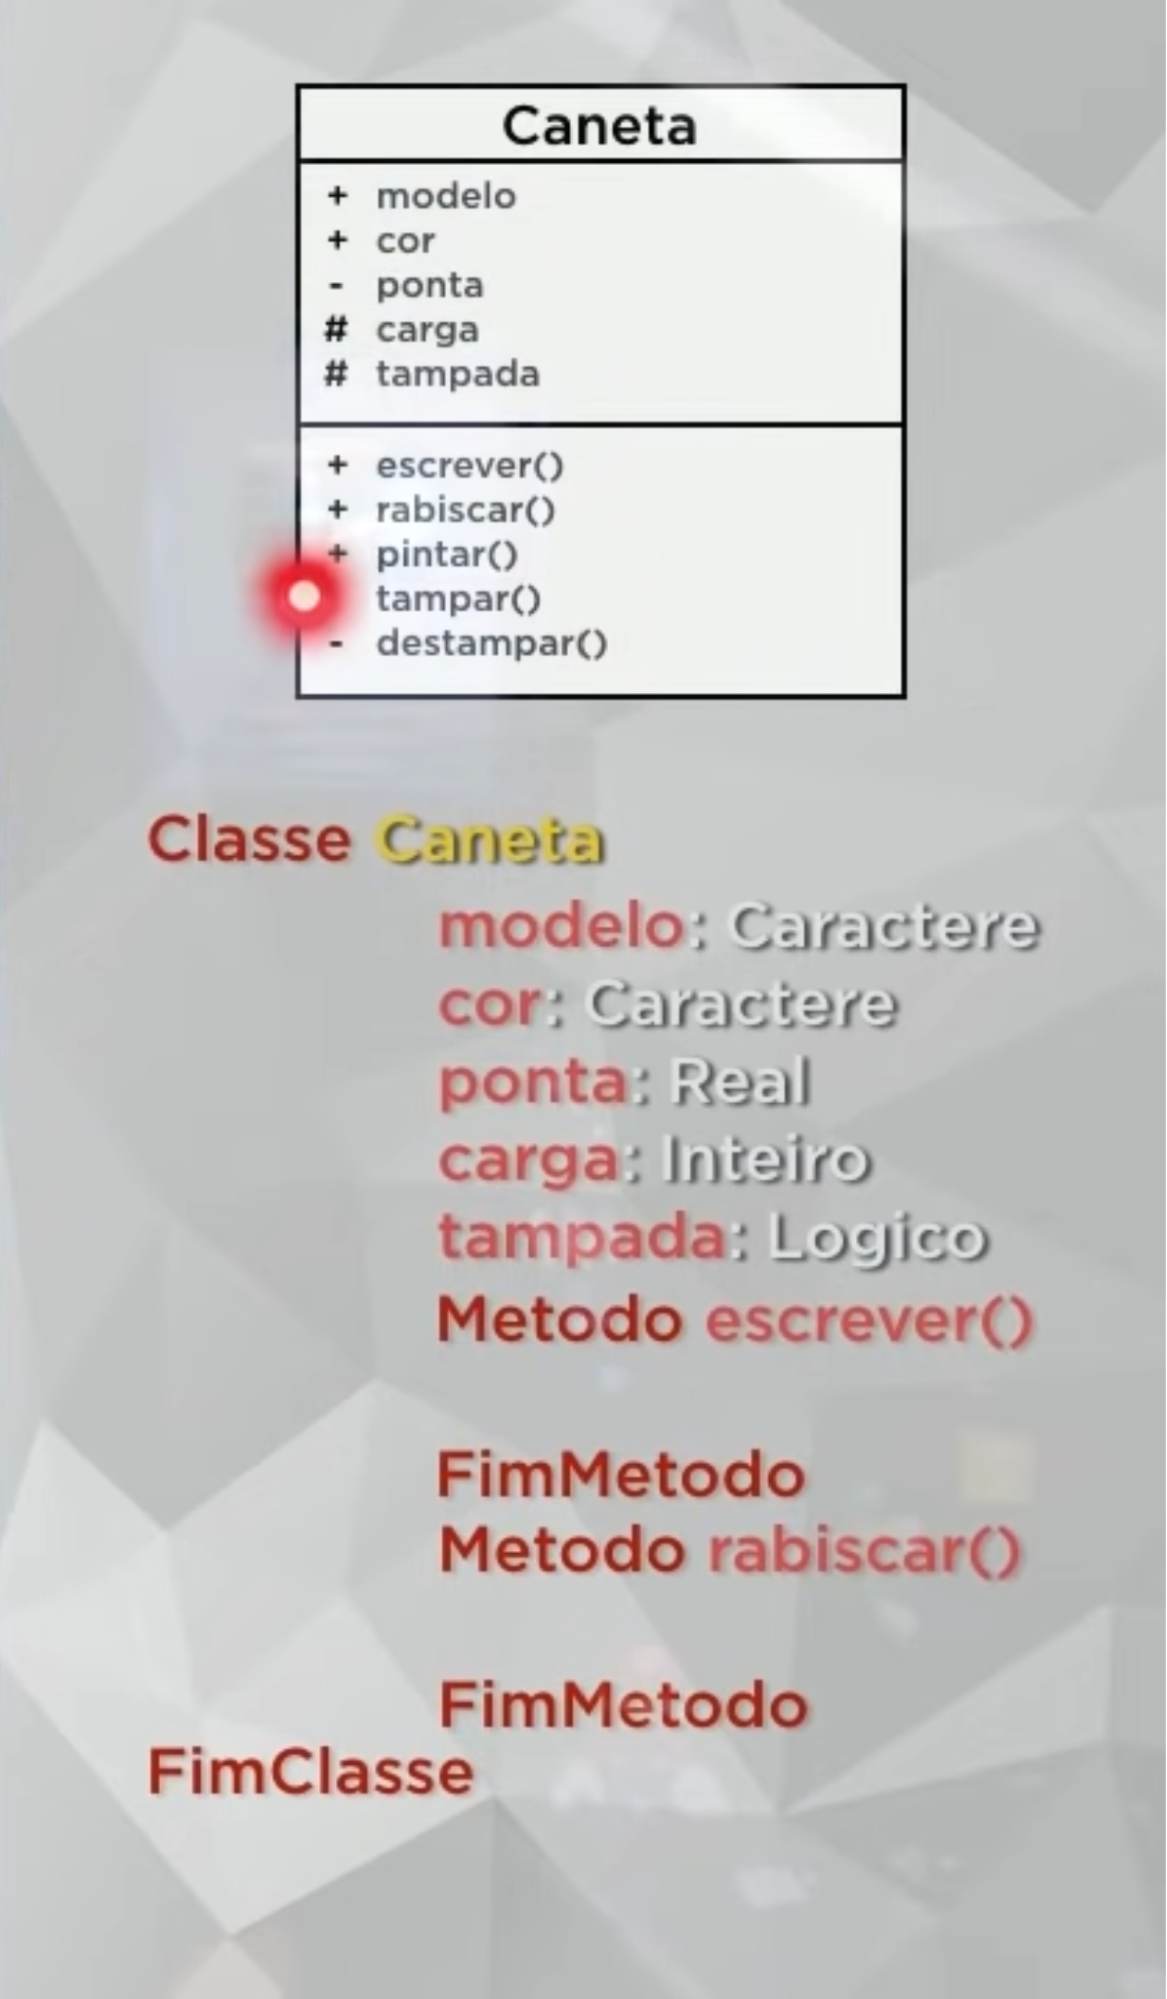 Caneta
+ modelo
+ cor
- ponta
# carga
# tampada
+ escrever()
+ rabiscar()
+ pintar()
tampar()
- destampar()
Classe Caneta
modelo: Caractere
cor: Caractere
ponta: Real
carga: Inteiro
tampada: Logico
Metodo escrever()
FimMetodo
Metodo rabiscar()
FimMetodo
FimClasse